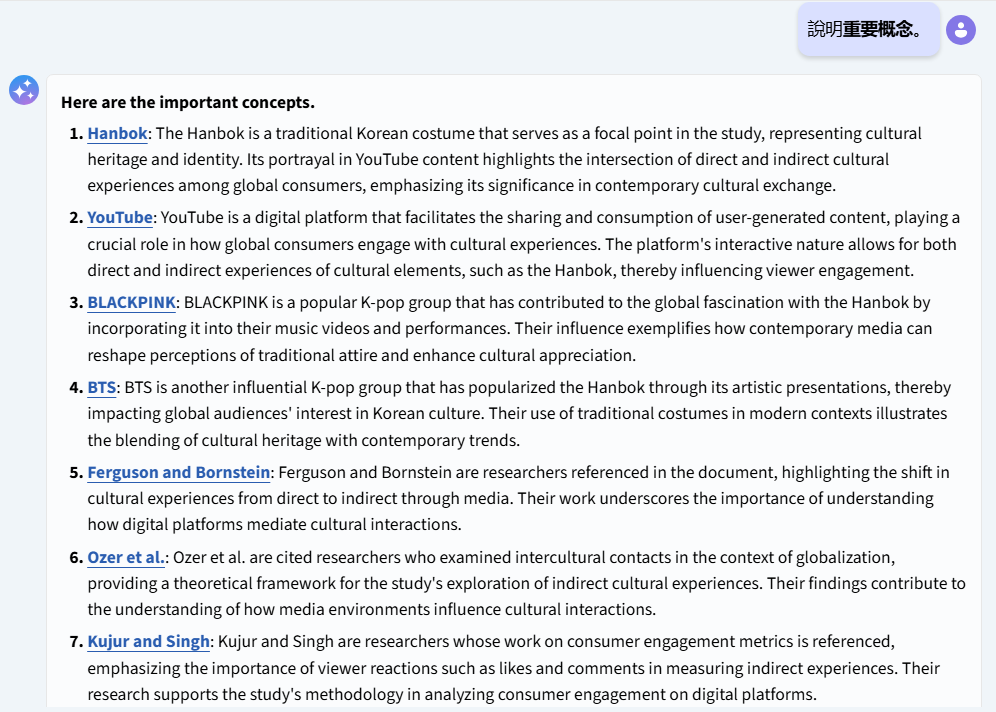 說明重要概念。
Here are the important concepts.
1. Hanbok: The Hanbok is a traditional Korean costume that serves as a focal point in the study, representing cultural
heritage and identity. Its portrayal in YouTube content highlights the intersection of direct and indirect cultural
experiences among global consumers, emphasizing its significance in contemporary cultural exchange.
2. YouTube: YouTube is a digital platform that facilitates the sharing and consumption of user-generated content, playing a
crucial role in how global consumers engage with cultural experiences. The platform's interactive nature allows for both
direct and indirect experiences of cultural elements, such as the Hanbok, thereby influencing viewer engagement.
3. BLACKPINK: BLACKPINK is a popular K-pop group that has contributed to the global fascination with the Hanbok by
incorporating it into their music videos and performances. Their influence exemplifies how contemporary media can
reshape perceptions of traditional attire and enhance cultural appreciation.
4. BTS: BTS is another influential K-pop group that has popularized the Hanbok through its artistic presentations, thereby
impacting global audiences' interest in Korean culture. Their use of traditional costumes in modern contexts illustrates
the blending of cultural heritage with contemporary trends.
5. Ferguson and Bornstein: Ferguson and Bornstein are researchers referenced in the document, highlighting the shift in
cultural experiences from direct to indirect through media. Their work underscores the importance of understanding
how digital platforms mediate cultural interactions.
6. Ozer et al.: Ozer et al. are cited researchers who examined intercultural contacts in the context of globalization,
providing a theoretical framework for the study's exploration of indirect cultural experiences. Their findings contribute to
the understanding of how media environments influence cultural interactions.
7. Kujur and Singh: Kujur and Singh are researchers whose work on consumer engagement metrics is referenced,
emphasizing the importance of viewer reactions such as likes and comments in measuring indirect experiences. Their
research supports the study's methodology in analyzing consumer engagement on digital platforms.